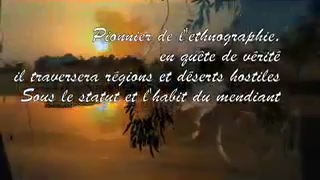 Pionnier de l'ethnographie.
en quête de vérité
il traversera régions et déserts hostiles
Sous le statut et l'habit du mendiant